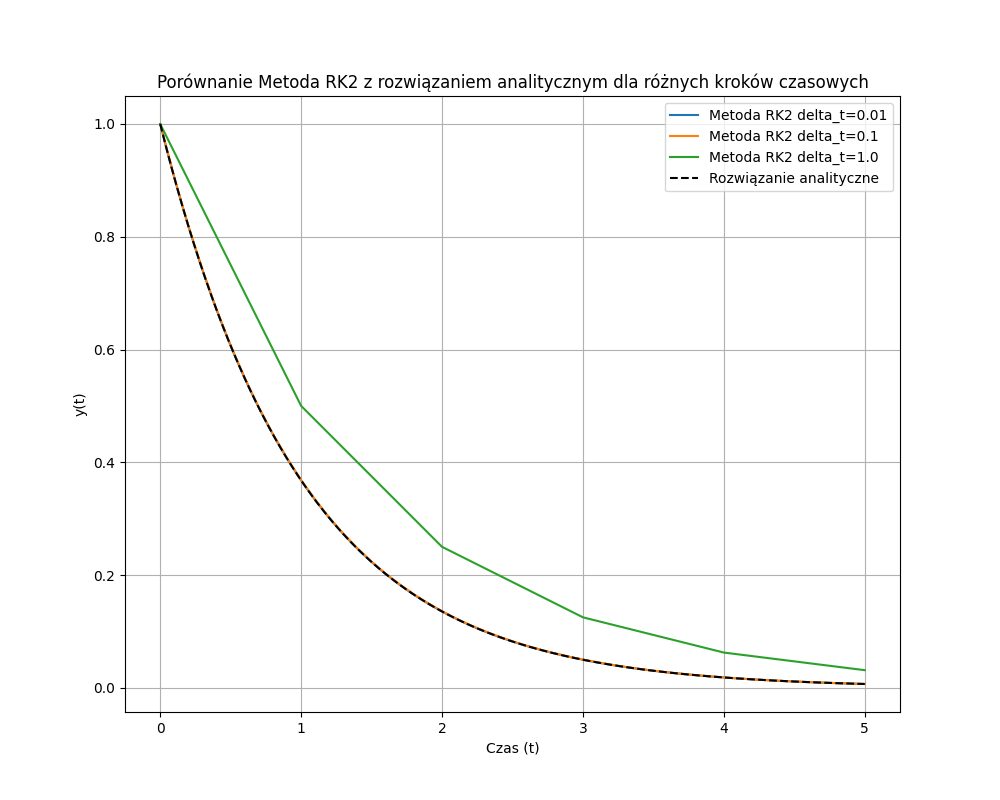 Porównanie Metoda RK2 z rozwiązaniem analitycznym dla różnych kroków czasowych
Metoda RK2 delta_t=0.01
Metoda RK2 delta_t=0.1
Metoda RK2 delta_t=1.0
Rozwiązanie analityczne
1.0
0.8
0.6
0.4
0.2
0.0
y(t)
0 1 2 3 4 5
Czas (t)